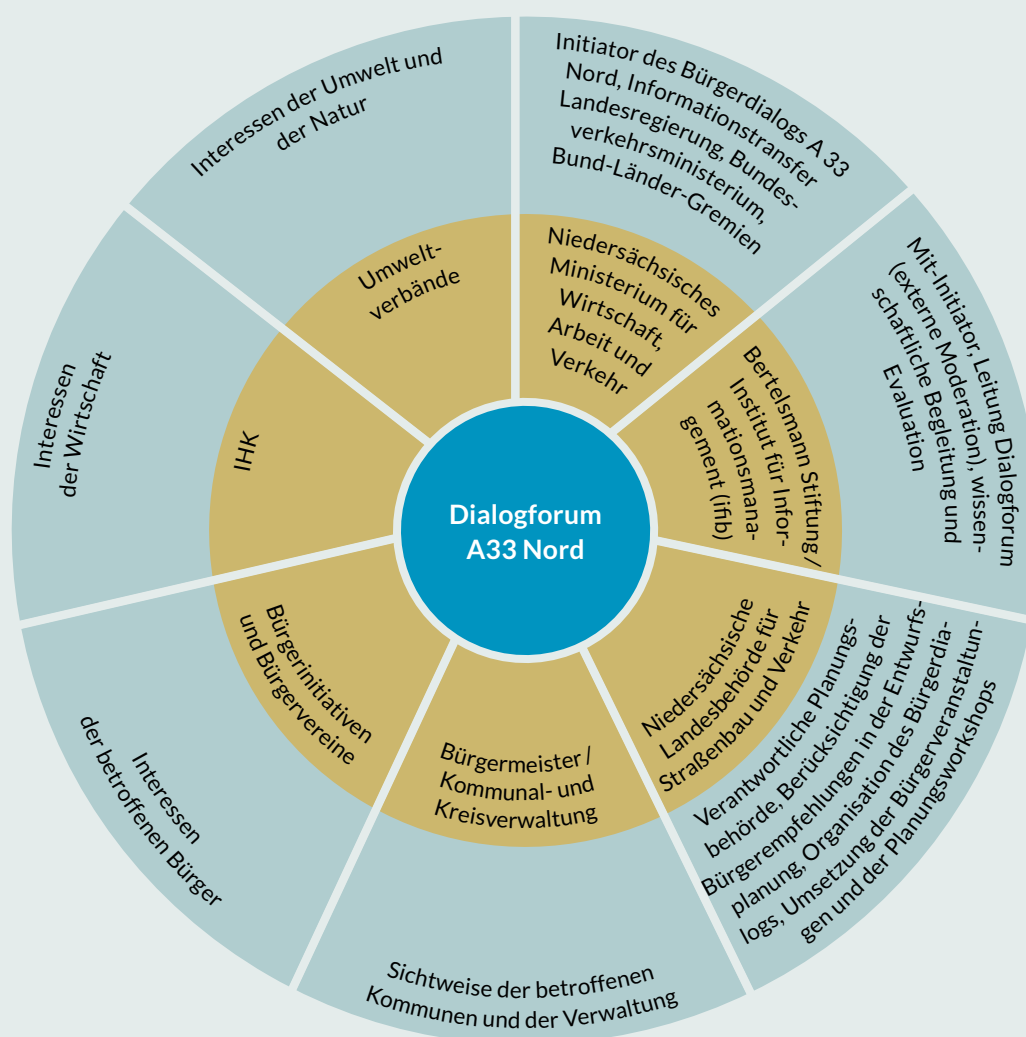 Initiator des Bürgerdialogs A 33
Nord, Informationstransfer
Landesregierung, Bundes-
verkehrsministerium,
Bund-Länder-Gremien
Niedersächsisches
Ministerium für
Wirtschaft,
Arbeit und
Verkehr
Mit-Initiator, Leitung Dialogforum
(externe Moderation), wissen-
schaftliche Begleitung und
Evaluation
Bertelsmann Stiftung /
Institut für Infor-
mationsmana-
gement (ifib)
Verantwortliche Planungs-
behörde, Berücksichtigung der
Bürgerempfehlungen in der Entwurfs-
planung, Organisation des Bürgerdia-
logs, Umsetzung der Bürgerveranstaltun-
gen und der Planungsworkshops
Niedersächsische
Landesbehörde für
Straßenbau und Verkehr
Bürgermeister /
Kommunal- und
Kreisverwaltung
Sichtweise der betroffenen
Kommunen und der Verwaltung
Bürgerinitiativen
und Bürgervereine
Interessen
der betroffenen Bürger
IHK
Interessen
der Wirtschaft
Umwelt-
verbände
Interessen der Umwelt und
der Natur
Dialogforum
A33 Nord